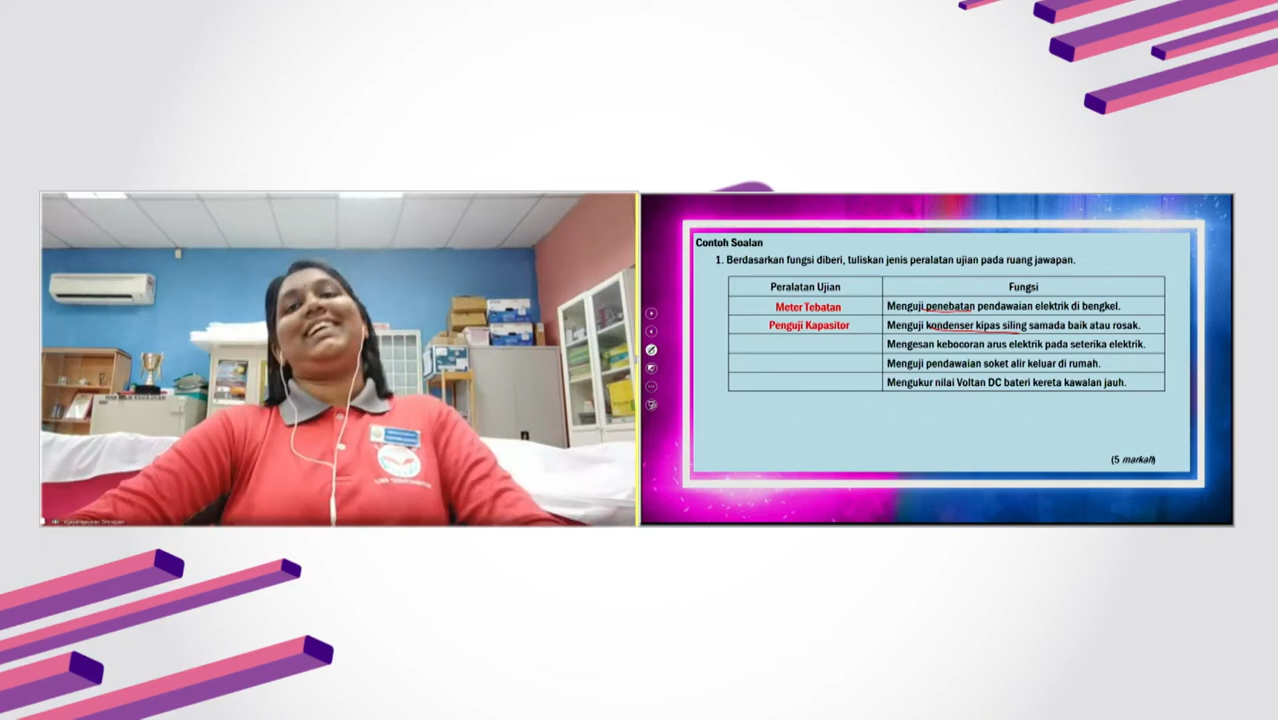 Contoh Soalan
1. Berdasarkan fungsi diberi, tuliskan jenis peralatan ujian pada ruang jawapan.
Peralatan Ujian Fungsi
Meter Tebatan Menguji penebatan pendawaian elektrik di bengkel.
Penguji Kapasitor Menguji kondenser kipas siling samada baik atau rosak.
Mengesan kebocoran arus elektrik pada seterika elektrik.
Menguji pendawaian soket alir keluar di rumah.
Mengukur nilai Voltan DC bateri kereta kawalan jauh.
(5 markah)